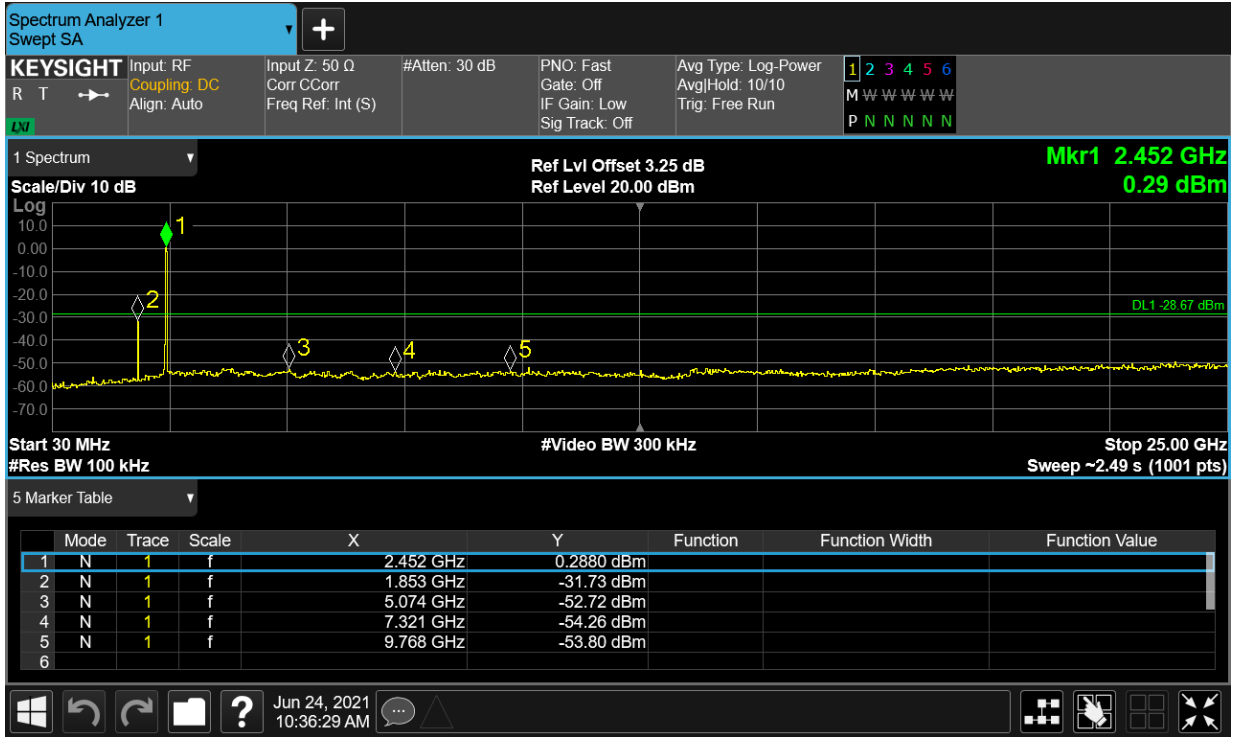 Spectrum Analyzer 1
Swept SA
KEYSIGHT Input: RF Input Z: 50 Ω #Atten: 30 dB PNO: Fast Avg Type: Log-Power 1 2 3 4 5 6
R T Coupling: DC Corr CCorr Gate: Off Avg|Hold: 10/10 M W W W W W
Align: Auto Freq Ref: Int (S) IF Gain: Low Trig: Free Run P N N N N N
LXI Sig Track: Off
1 Spectrum
Scale/Div 10 dB
Ref Lvl Offset 3.25 dB
Ref Level 20.00 dBm
Mkr1 2.452 GHz
0.29 dBm
Log
10.0
0.00
-10.0
-20.0
-30.0
-40.0
-50.0
-60.0
-70.0
1
2
3
4
5
DL1 -28.67 dBm
Start 30 MHz #Video BW 300 kHz Stop 25.00 GHz
#Res BW 100 kHz Sweep ~2.49 s (1001 pts)
5 Marker Table
Mode Trace Scale X Y Function Function Width Function Value
1 N 1 f 2.452 GHz 0.2880 dBm
2 N 1 f 1.853 GHz -31.73 dBm
3 N 1 f 5.074 GHz -52.72 dBm
4 N 1 f 7.321 GHz -54.26 dBm
5 N 1 f 9.768 GHz -53.80 dBm
6
? Jun 24, 2021
10:36:29 AM